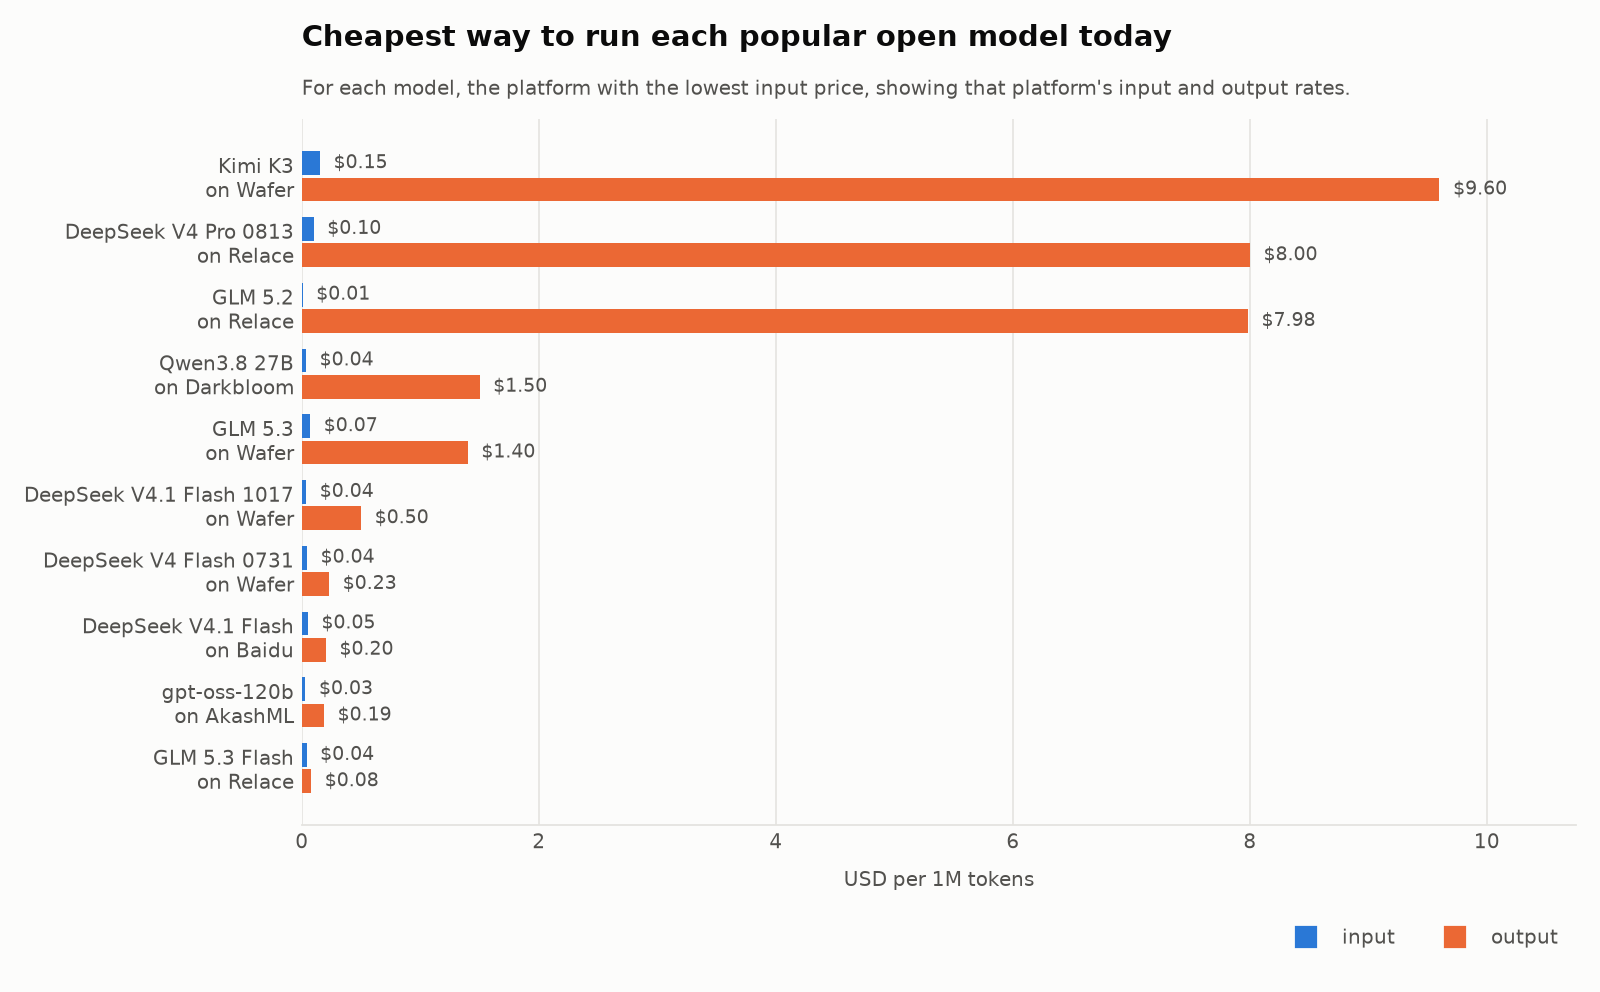 Cheapest way to run each popular open model today
For each model, the platform with the lowest input price, showing that platform's input and output rates.
Kimi K3
on Wafer
$0.15
$9.60
DeepSeek V4 Pro 0813
on Relace
$0.10
$8.00
GLM 5.2
on Relace
$0.01
$7.98
Qwen3.8 27B
on Darkbloom
$0.04
$1.50
GLM 5.3
on Wafer
$0.07
$1.40
DeepSeek V4.1 Flash 1017
on Wafer
$0.04
$0.50
DeepSeek V4 Flash 0731
on Wafer
$0.04
$0.23
DeepSeek V4.1 Flash
on Baidu
$0.05
$0.20
gpt-oss-120b
on AkashML
$0.03
$0.19
GLM 5.3 Flash
on Relace
$0.04
$0.08
0 2 4 6 8 10
USD per 1M tokens
input output